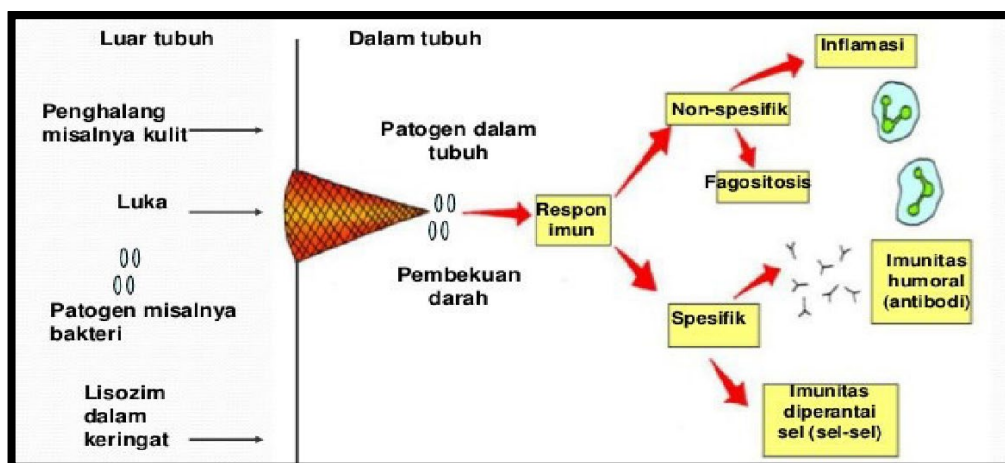 Luar tubuh
Penghalang
misalnya kulit
Luka
Patogen misalnya
bakteri
Lisozim
dalam
keringat
Dalam tubuh
Patogen dalam
tubuh
Pembekuan
darah
Respon
imun
Non-spesifik
Inflamasi
Fagositosis
Spesifik
Imunitas
humoral
(antibodi)
Imunitas
diperantai
sel (sel-sel)